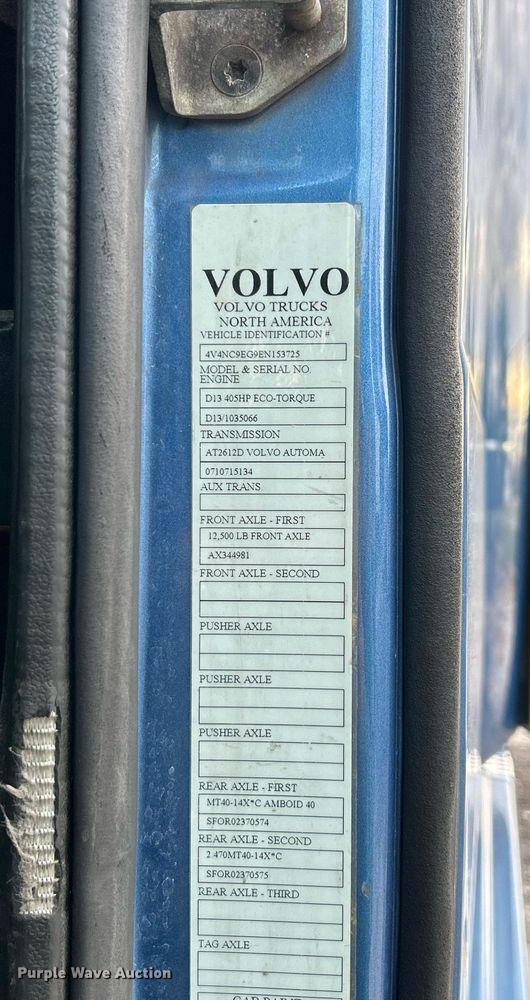 VOLVO
VOLVO TRUCKS
NORTH AMERICA
VEHICLE IDENTIFICATION #
4V4NC9EG9EN153725
MODEL & SERIAL NO.
ENGINE
D13 405HP ECO-TORQUE
D13/1035066
TRANSMISSION
AT2612D VOLVO AUTOMA
0710715134
AUX TRANS.
FRONT AXLE - FIRST
12,500 LB FRONT AXLE
AX344981
FRONT AXLE - SECOND
PUSHER AXLE
PUSHER AXLE
PUSHER AXLE
REAR AXLE - FIRST
MT40-14X*C AMBOID 40
SFOR02370574
REAR AXLE - SECOND
2.470MT40-14X*C
SFOR02370575
REAR AXLE - THIRD
TAG AXLE
Purple Wave Auction